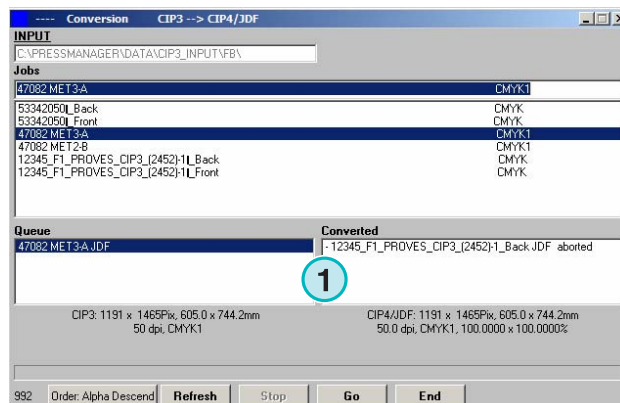 ---- Conversion CIP3 --> CIP4/JDF
INPUT
C:\PRESSMANAGER\DATA\CIP3_INPUT\FB\
Jobs
47082 MET3-A CMYK1
53342050I_Back CMYK
53342050I_Front CMYK
47082 MET3-A CMYK1
47082 MET2-B CMYK1
12345_F1_PROVES_CIP3_(2452)-1I_Back CMYK
12345_F1_PROVES_CIP3_(2452)-1I_Front CMYK
Queue Converted
47082 MET3-A.JDF - 12345_F1_PROVES_CIP3_(2452)-1_Back.JDF aborted
1
CIP3: 1191 x 1465Pix, 605.0 x 744.2mm CIP4/JDF: 1191 x 1465Pix, 605.0 x 744.2mm
50 dpi, CMYK1 50.0 dpi, CMYK1, 100.0000 x 100.0000%
992 Order: Alpha Descend Refresh Stop Go End